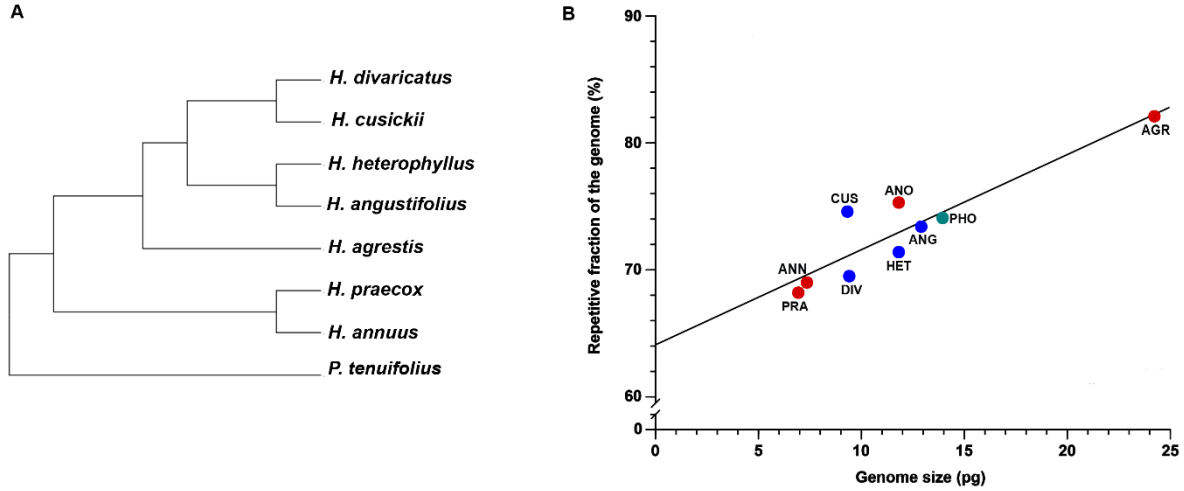 A
H. divaricatus
H. cusickii
H. heterophyllus
H. angustifolius
H. agrestis
H. praecox
H. annuus
P. tenuifolius
B
Repetitive fraction of the genome (%)
90
80
70
60
0
AGR
CUS
ANO
PHO
ANG
HET
ANN
DIV
PRA
0 5 10 15 20 25
Genome size (pg)